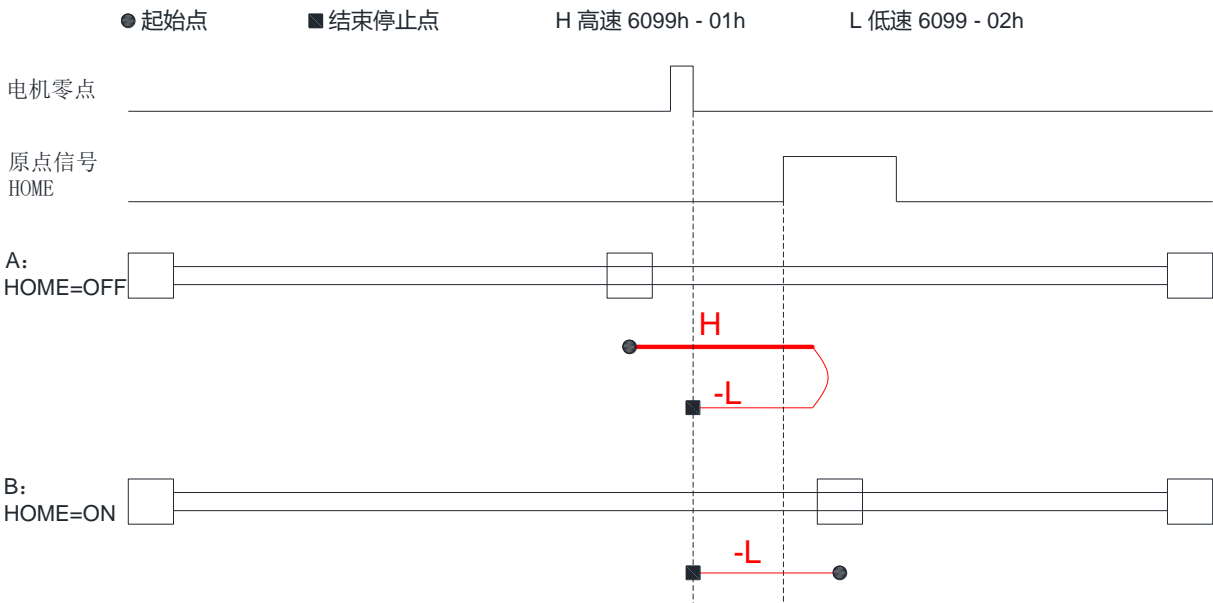 起始点 结束停止点 H 高速 6099h - 01h L 低速 6099 - 02h
电机零点
原点信号
HOME
A:
HOME=OFF
H
-L
B:
HOME=ON
-L